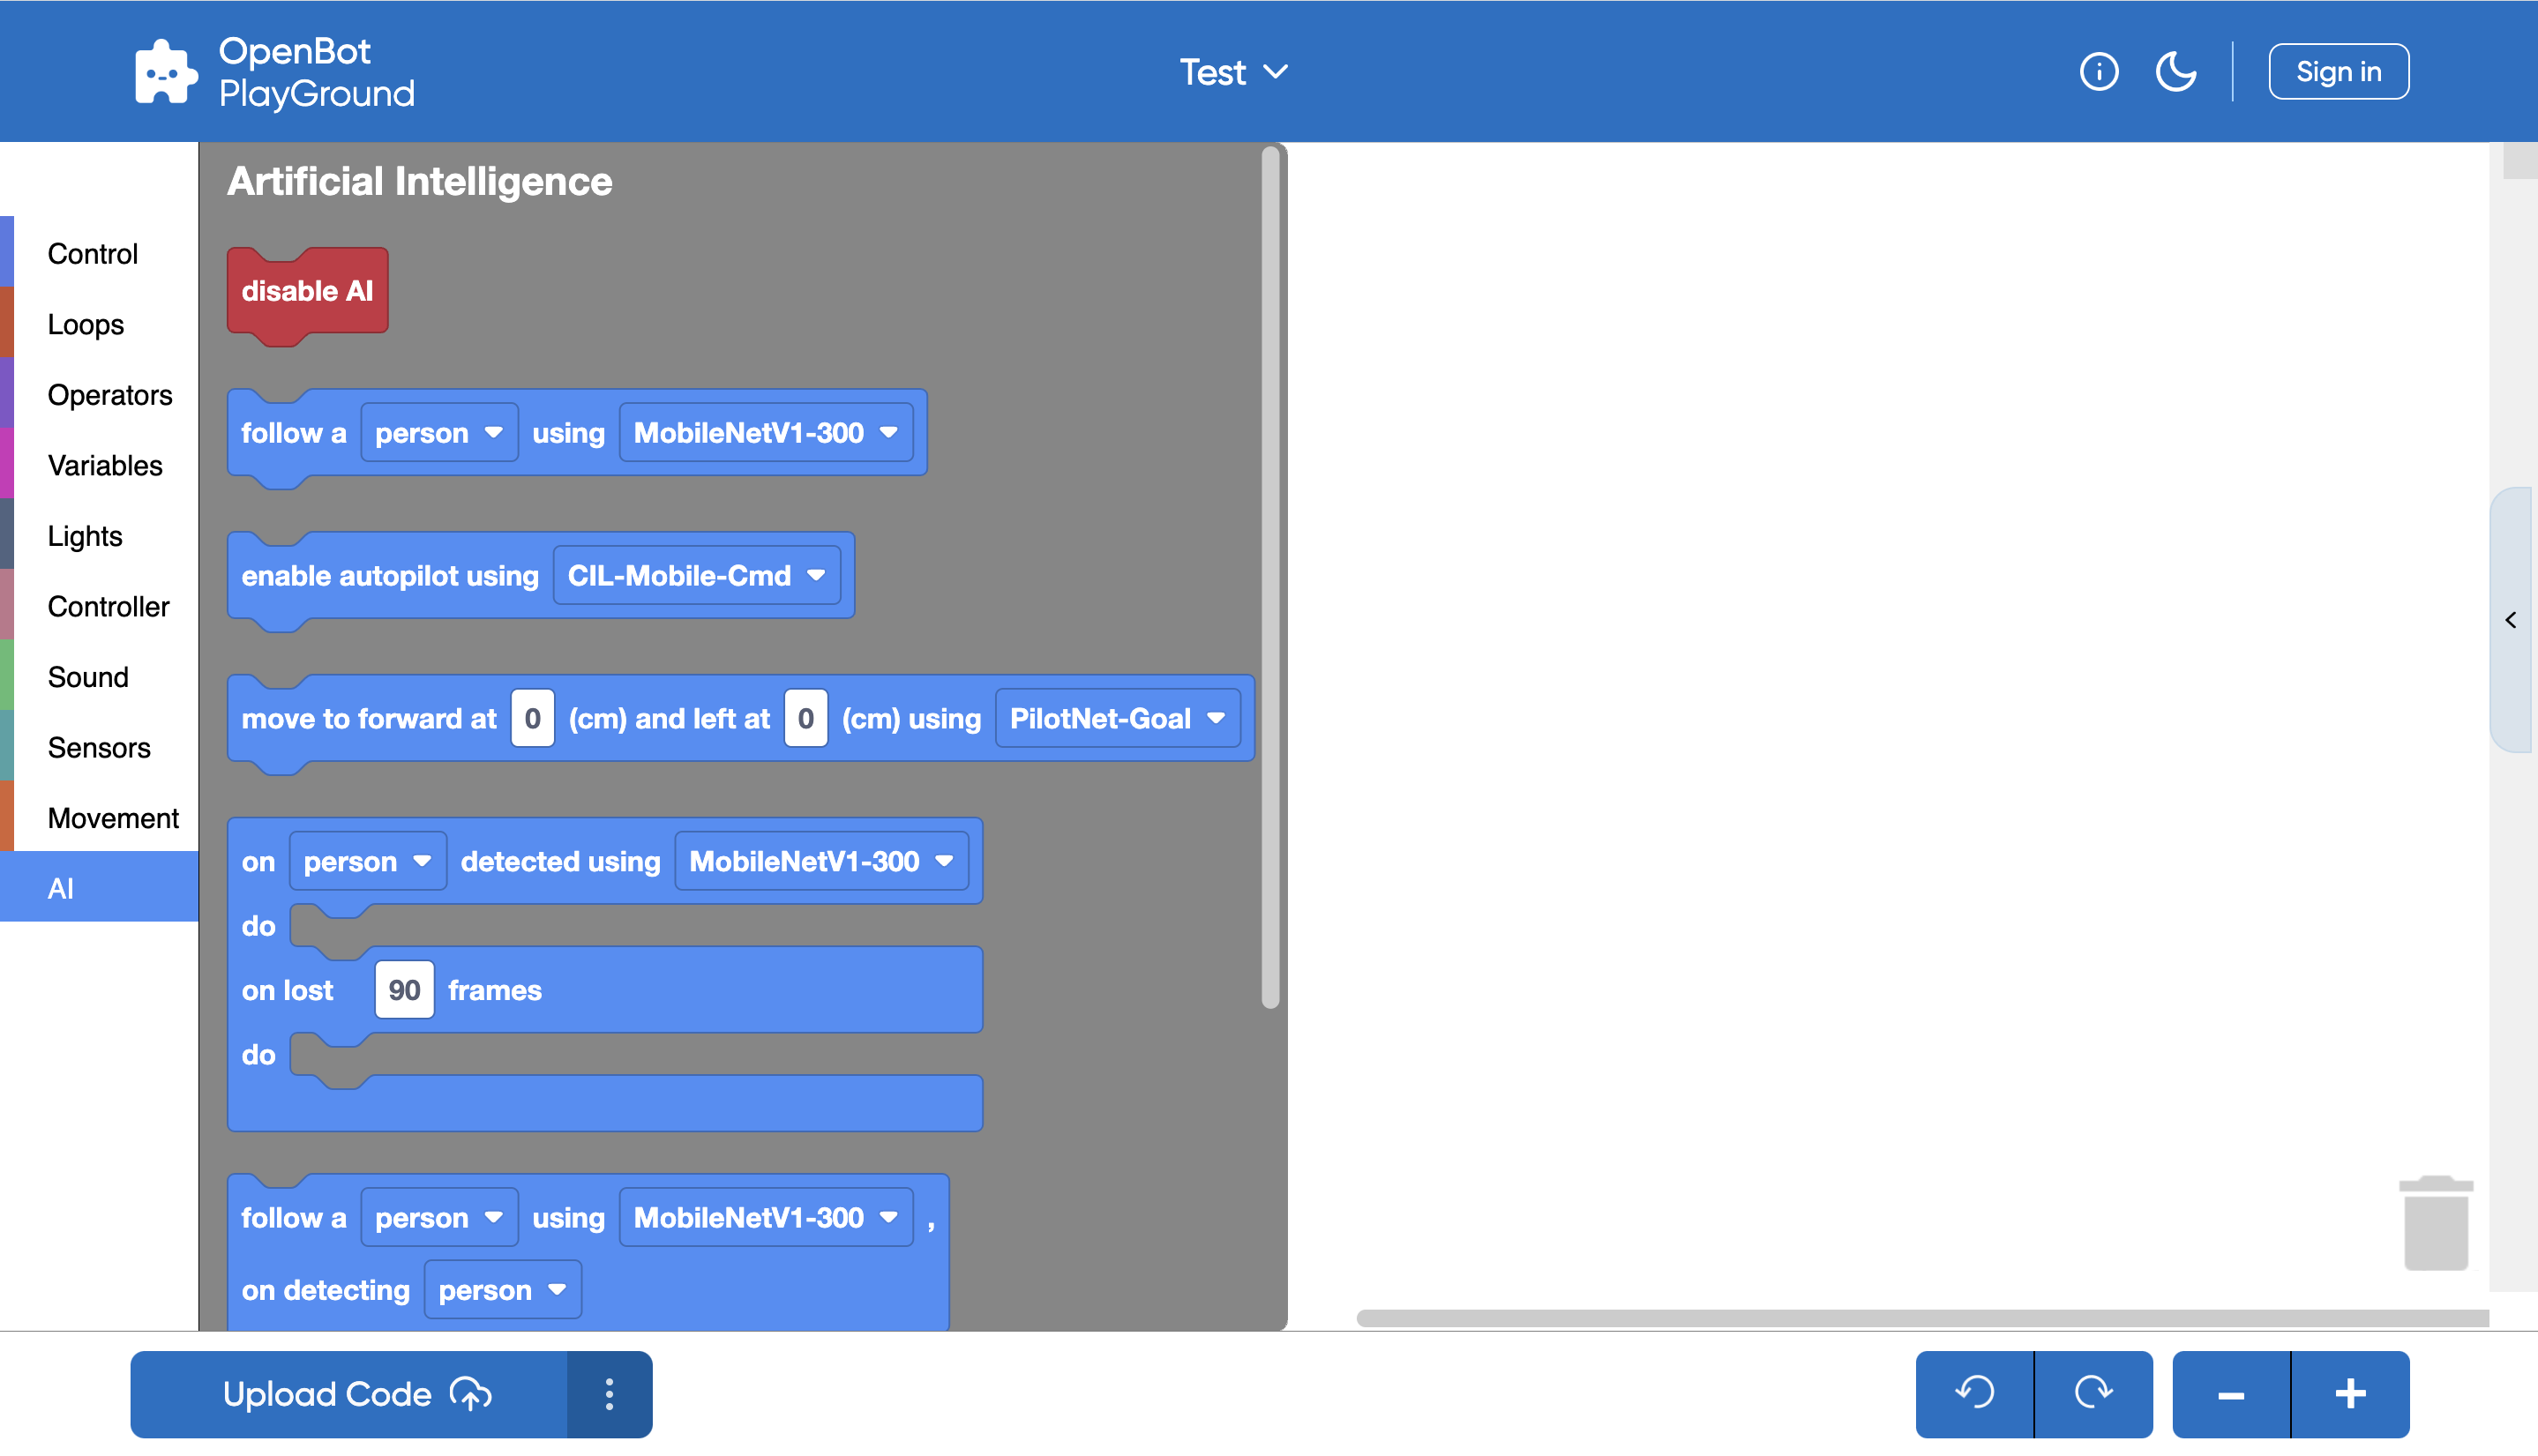 OpenBot
PlayGround
Test
Sign in
Control
Loops
Operators
Variables
Lights
Controller
Sound
Sensors
Movement
AI
Artificial Intelligence
disable AI
follow a person using MobileNetV1-300
enable autopilot using CIL-Mobile-Cmd
move to forward at 0 (cm) and left at 0 (cm) using PilotNet-Goal
on person detected using MobileNetV1-300
do
on lost 90 frames
do
follow a person using MobileNetV1-300 ,
on detecting person
Upload Code